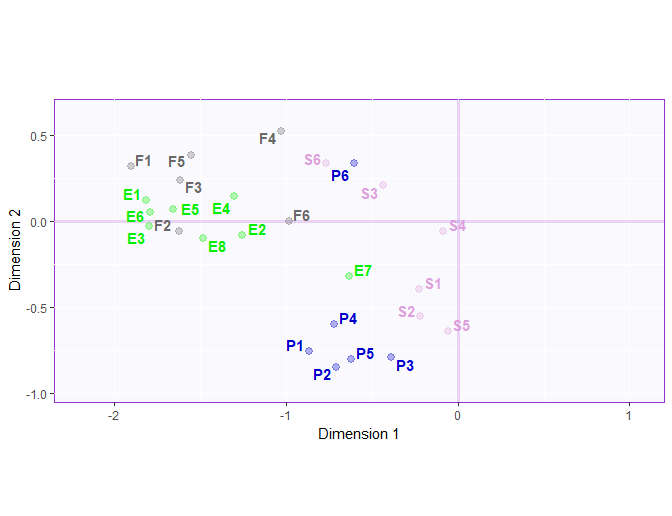 Dimension 2
0.5
0.0
-0.5
-1.0
F4
F1
F5
S6
P6
F3
S3
E1
E6
E5
E4
F6
F2
E2
S4
E3
E8
E7
S1
S2
P4
S5
P1
P5
P2
P3
-2
-1
0
1
Dimension 1